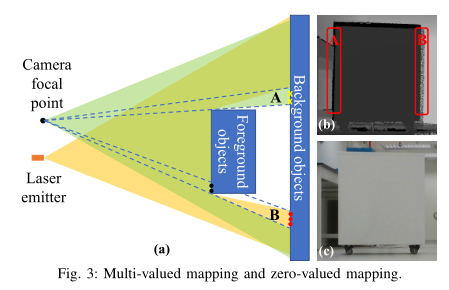 Camera
focal
point
Laser
emitter
A
B
Foreground
objects
Background objects
(a)
A
B
(b)
(c)
Fig. 3: Multi-valued mapping and zero-valued mapping.